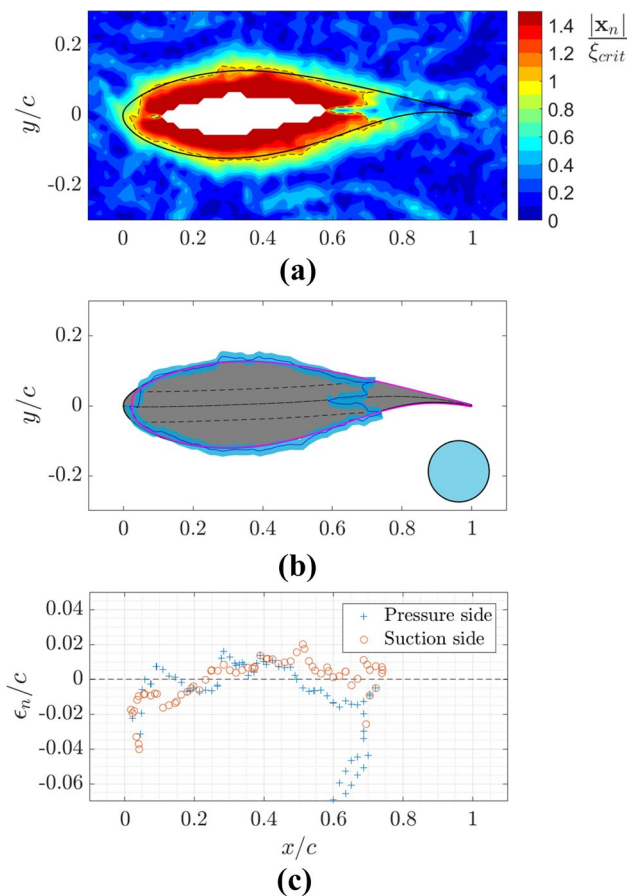 0.2
0
-0.2
y/c
0 0.2 0.4 0.6 0.8 1
1.4
1.2
1
0.8
0.6
0.4
0.2
0
|x_n|
ξ_crit
(a)
0.2
0
-0.2
y/c
0 0.2 0.4 0.6 0.8 1
(b)
0.04
0.02
0
-0.02
-0.04
-0.06
ϵ_n/c
Pressure side
Suction side
0 0.2 0.4 0.6 0.8 1
x/c
(c)